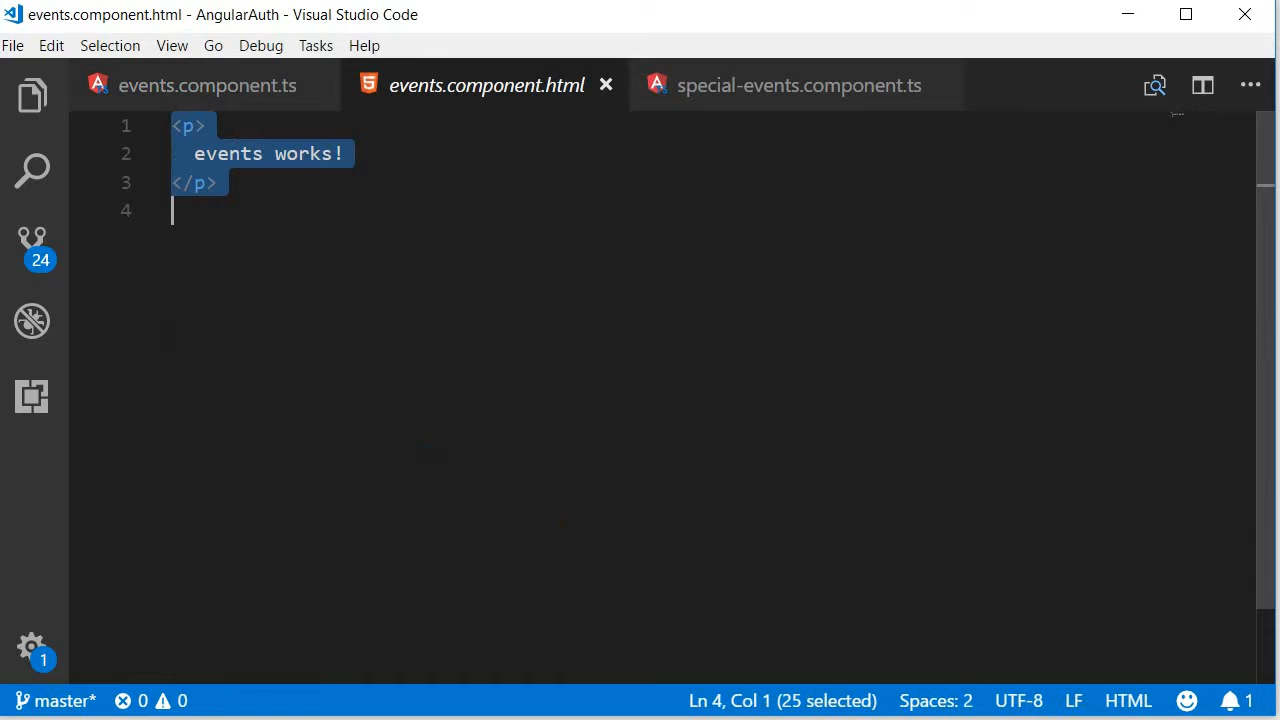 events.component.html - AngularAuth - Visual Studio Code
File Edit Selection View Go Debug Tasks Help
events.component.ts events.component.html special-events.component.ts
1 <p>
2 events works!
3 </p>
4
24
1
master* 0 0 Ln 4, Col 1 (25 selected) Spaces: 2 UTF-8 LF HTML 1